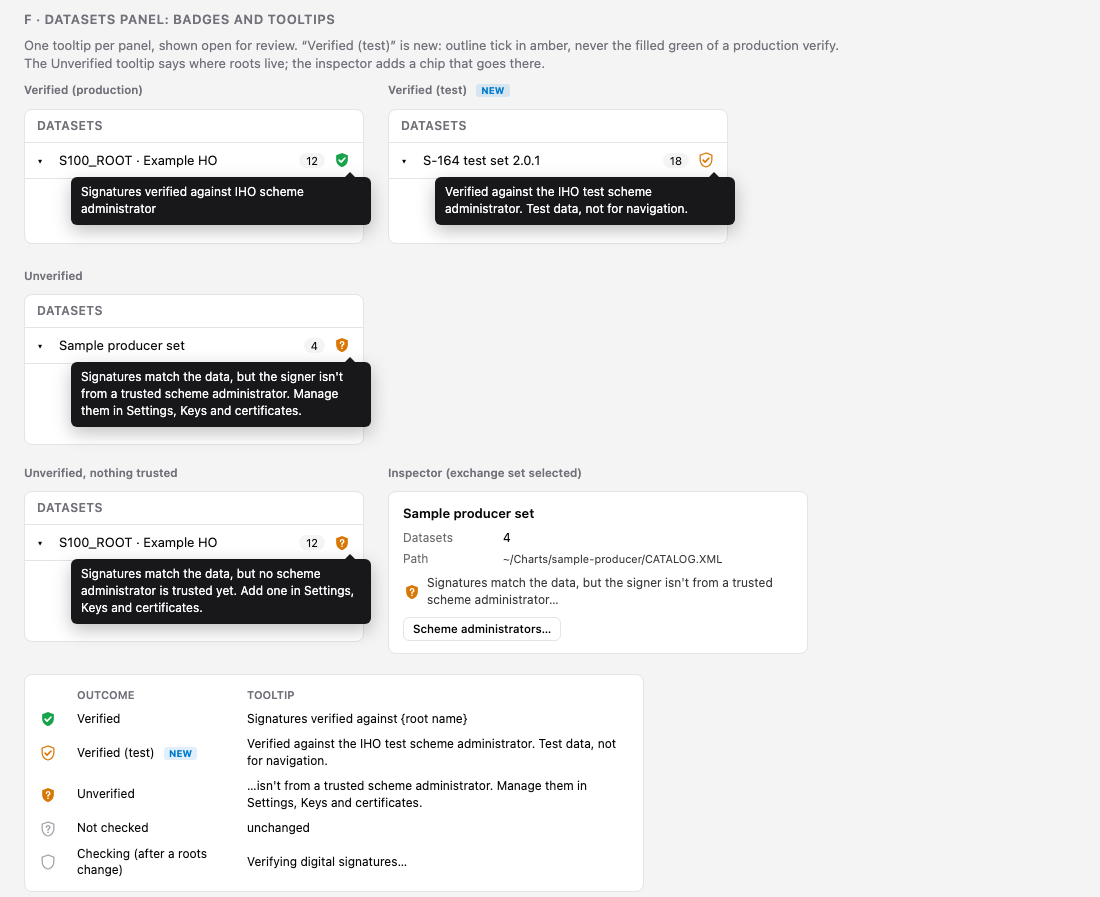 F · DATASETS PANEL: BADGES AND TOOLTIPS
One tooltip per panel, shown open for review. “Verified (test)” is new: outline tick in amber, never the filled green of a production verify.
The Unverified tooltip says where roots live; the inspector adds a chip that goes there.
Verified (production)
DATASETS
S100_ROOT · Example HO 12
Signatures verified against IHO scheme
administrator
Verified (test) NEW
DATASETS
S-164 test set 2.0.1 18
Verified against the IHO test scheme
administrator. Test data, not for navigation.
Unverified
DATASETS
Sample producer set 4
Signatures match the data, but the signer isn't
from a trusted scheme administrator. Manage
them in Settings, Keys and certificates.
Unverified, nothing trusted
DATASETS
S100_ROOT · Example HO 12
Signatures match the data, but no scheme
administrator is trusted yet. Add one in Settings,
Keys and certificates.
Inspector (exchange set selected)
Sample producer set
Datasets 4
Path ~/Charts/sample-producer/CATALOG.XML
Signatures match the data, but the signer isn't from a trusted
scheme administrator…
Scheme administrators…
OUTCOME TOOLTIP
Verified Signatures verified against {root name}
Verified (test) NEW Verified against the IHO test scheme administrator. Test data, not
for navigation.
Unverified …isn't from a trusted scheme administrator. Manage them in
Settings, Keys and certificates.
Not checked unchanged
Checking (after a roots
change) Verifying digital signatures…